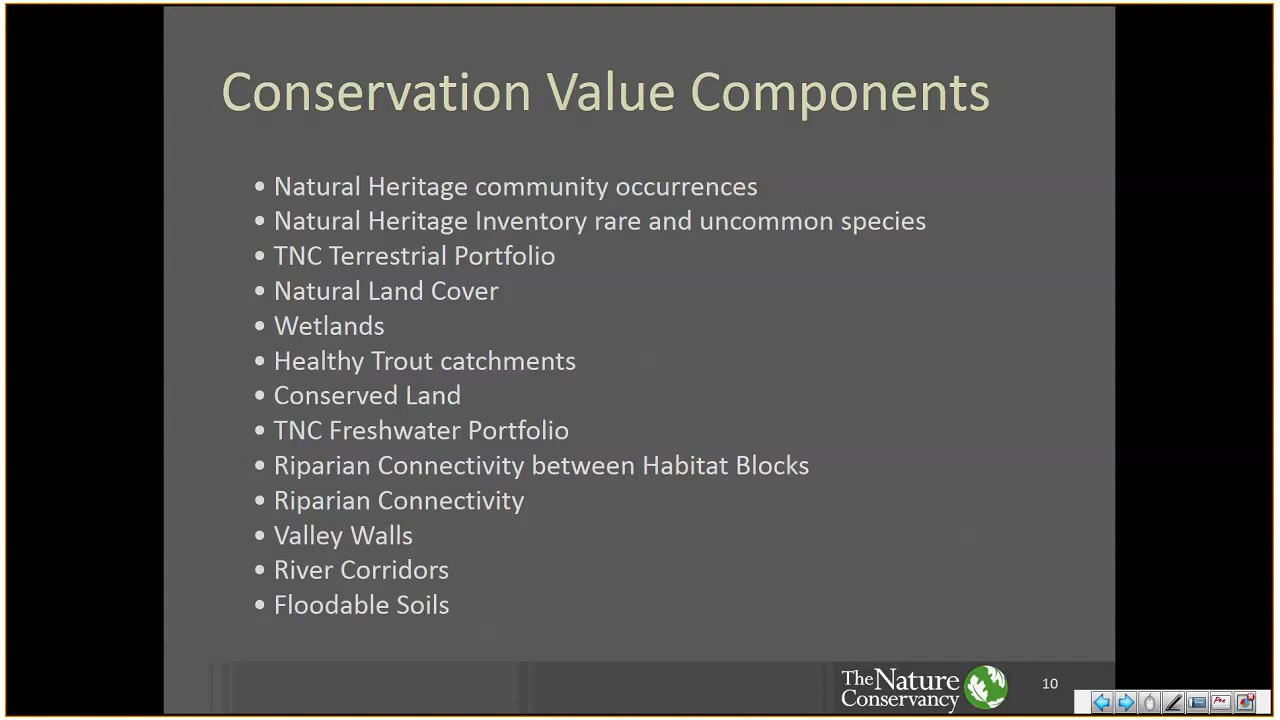 Conservation Value Components
• Natural Heritage community occurrences
• Natural Heritage Inventory rare and uncommon species
• TNC Terrestrial Portfolio
• Natural Land Cover
• Wetlands
• Healthy Trout catchments
• Conserved Land
• TNC Freshwater Portfolio
• Riparian Connectivity between Habitat Blocks
• Riparian Connectivity
• Valley Walls
• River Corridors
• Floodable Soils
The Nature
Conservancy
10